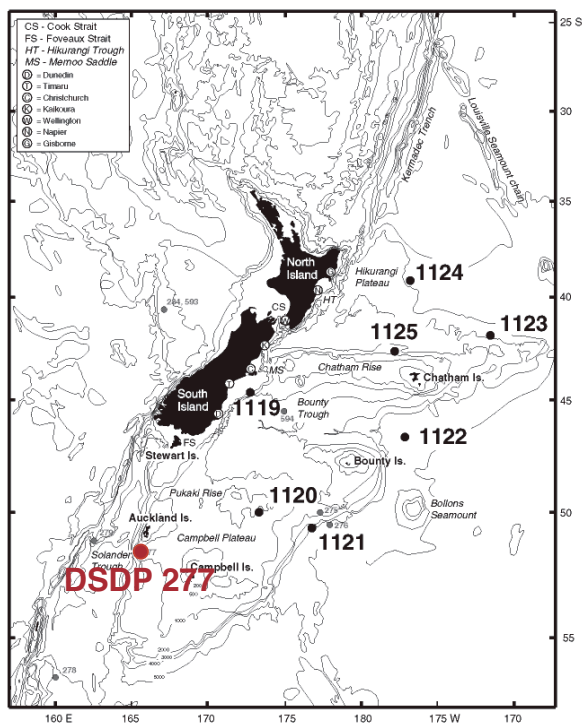 CS - Cook Strait
FS - Foveaux Strait
HT - Hikurangi Trough
MS - Memoo Saddle
D = Dunedin
T = Timaru
C = Christchurch
K = Kaikoura
W = Wellington
N = Napier
G = Gisborne
25 S
Louisville Seamount chain
Kermadec Trench
35
North
Island
Hikurangi
Plateau
1124
G
N
HT
284, 593
CS
W
40
1123
1125
K
C
MS
Chatham Rise
Chatham Is.
T
South
Island
1119
Bounty
Trough
594
45
D
FS
Stewart Is.
1122
Bounty Is.
Pukaki Rise
1120
Bollons
Seamount
Auckland Is.
279
275
276
50
Campbell Plateau
1121
Solander
Trough
Campbell Is.
DSDP 277
55
278
160 E
165
170
175
180
175 W
170